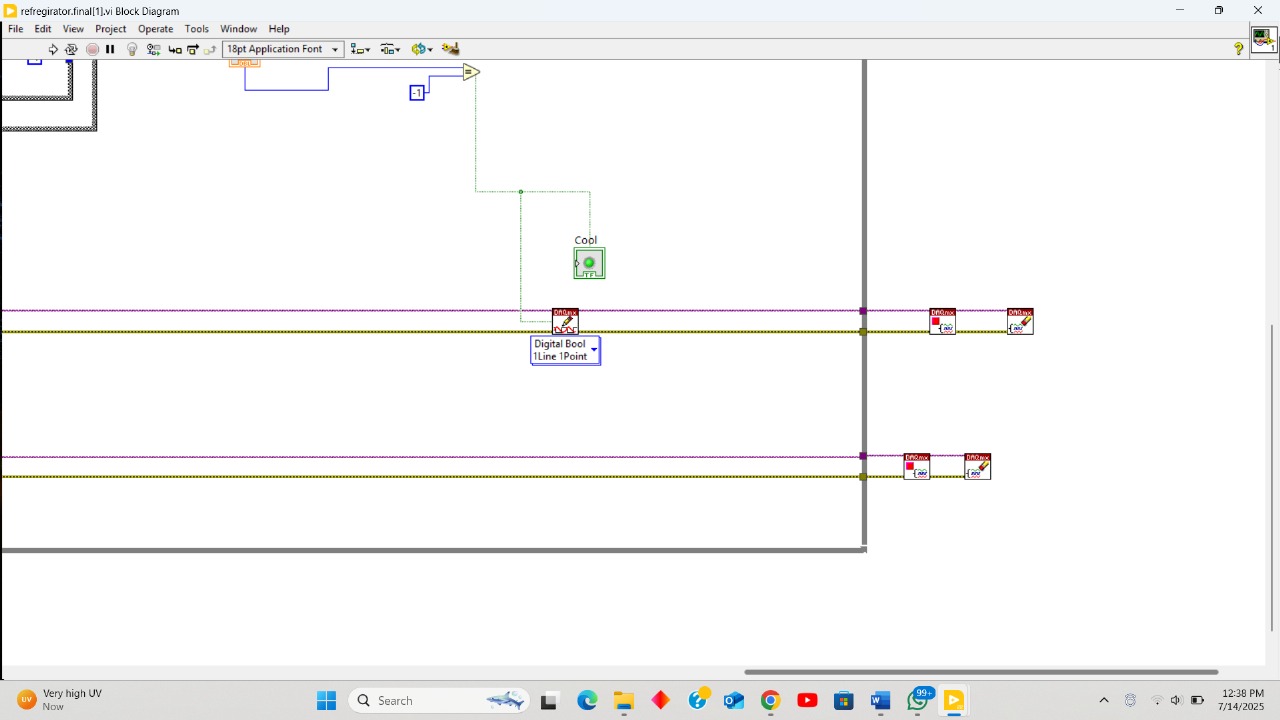 refregirator.final[1].vi Block Diagram
File Edit View Project Operate Tools Window Help
18pt Application Font
?
1
-1
Cool
TF
DAQmx
DAQmx
DAQmx
Digital Bool
1Line 1Point
DAQmx
DAQmx
Very high UV
Now
UV
Search
99+
12:38 PM
7/14/2025